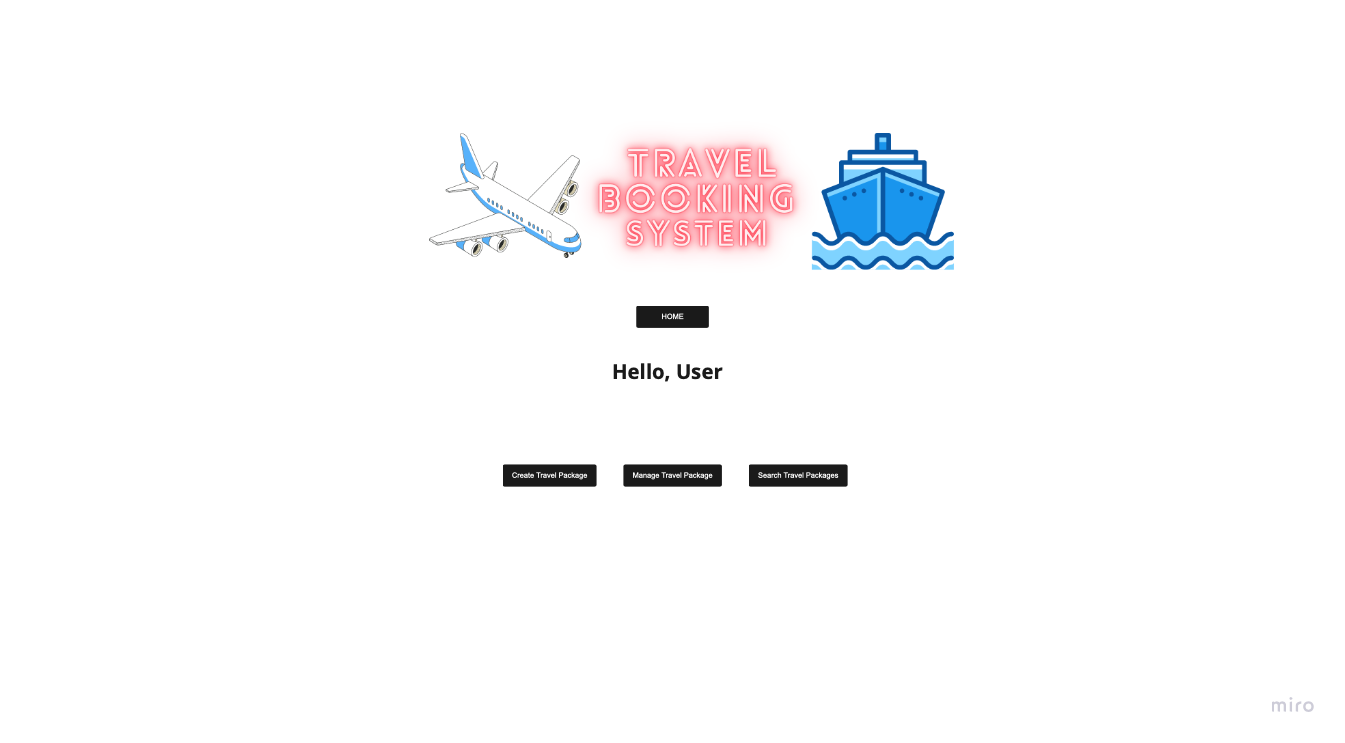 TRAVEL
BOOKING
SYSTEM
HOME
Hello, User
Create Travel Package
Manage Travel Package
Search Travel Packages
miro